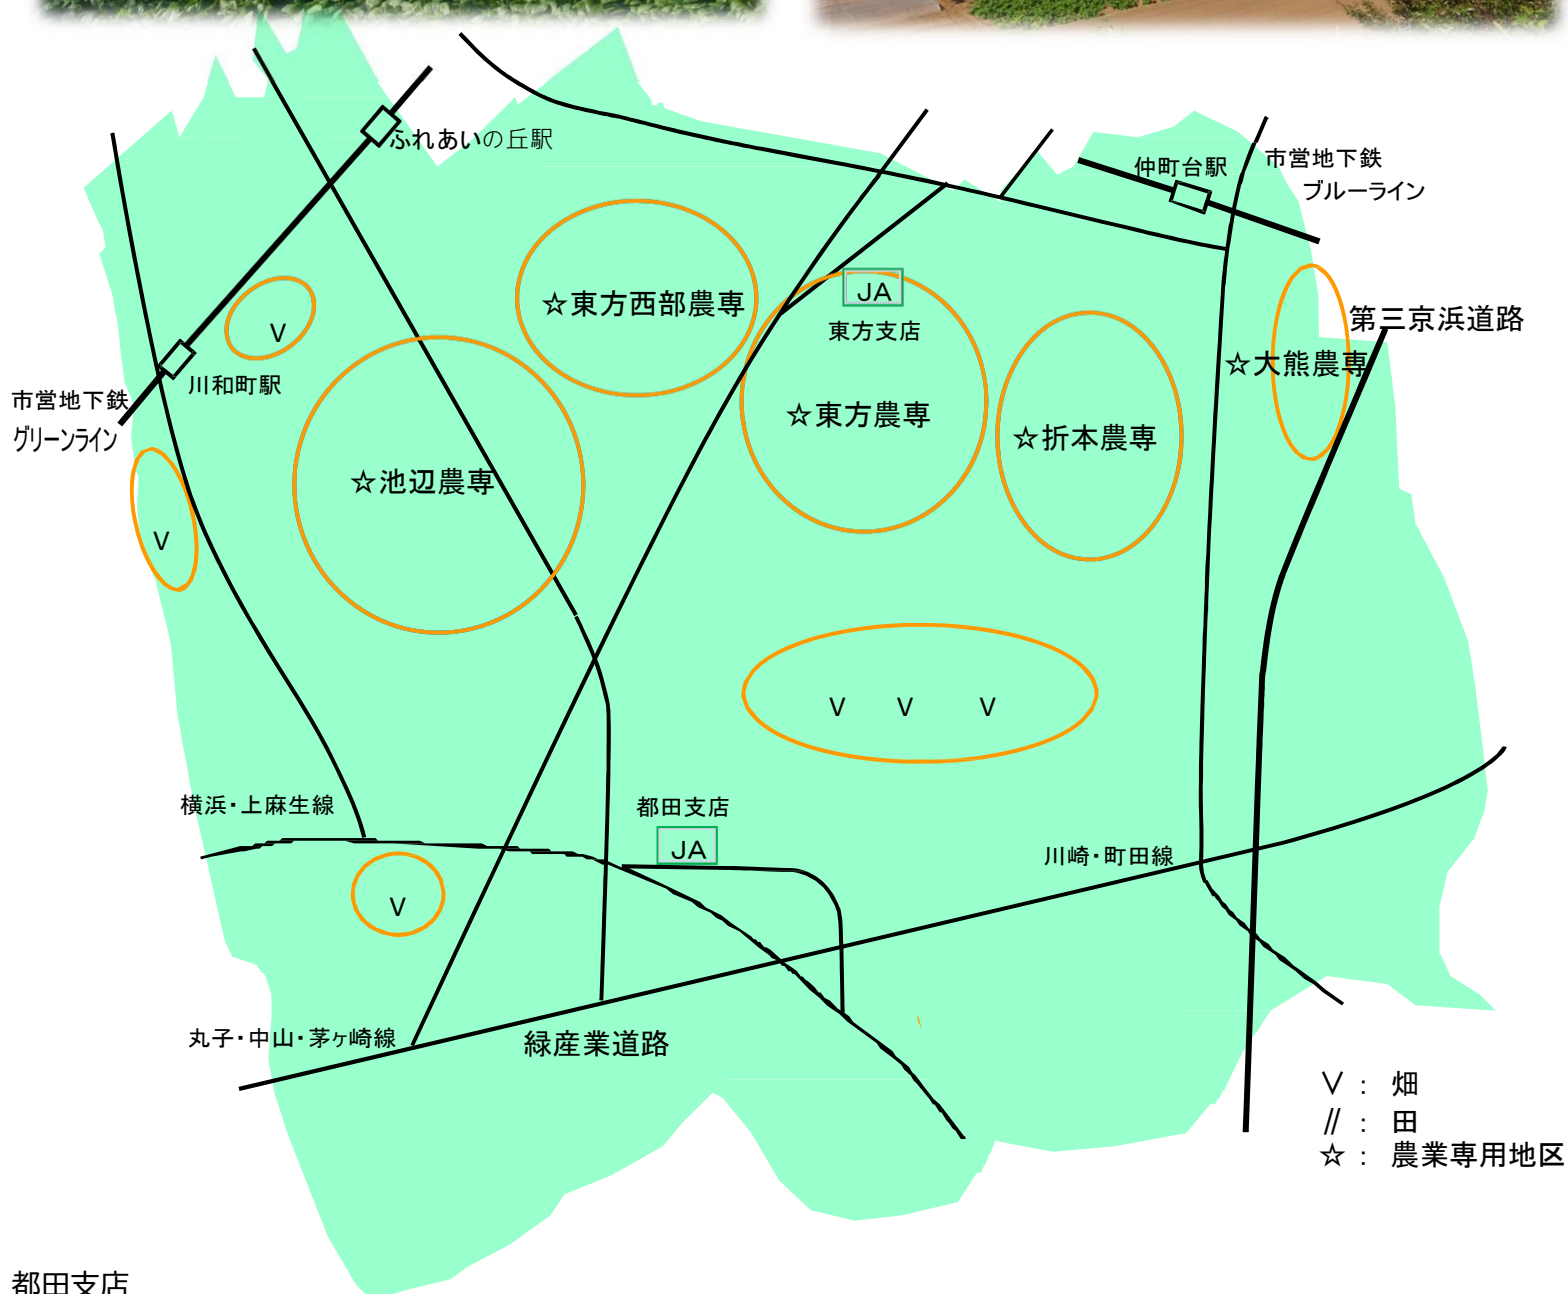 ふれあいの丘駅
仲町台駅
市営地下鉄
ブルーライン
☆東方西部農専
JA
東方支店
第三京浜道路
☆大熊農専
V
川和町駅
市営地下鉄
グリーンライン
☆東方農専
☆折本農専
☆池辺農専
V
V V V
横浜・上麻生線
都田支店
JA
川崎・町田線
V
丸子・中山・茅ヶ崎線
緑産業道路
V : 畑
// : 田
☆ : 農業専用地区
都田支店